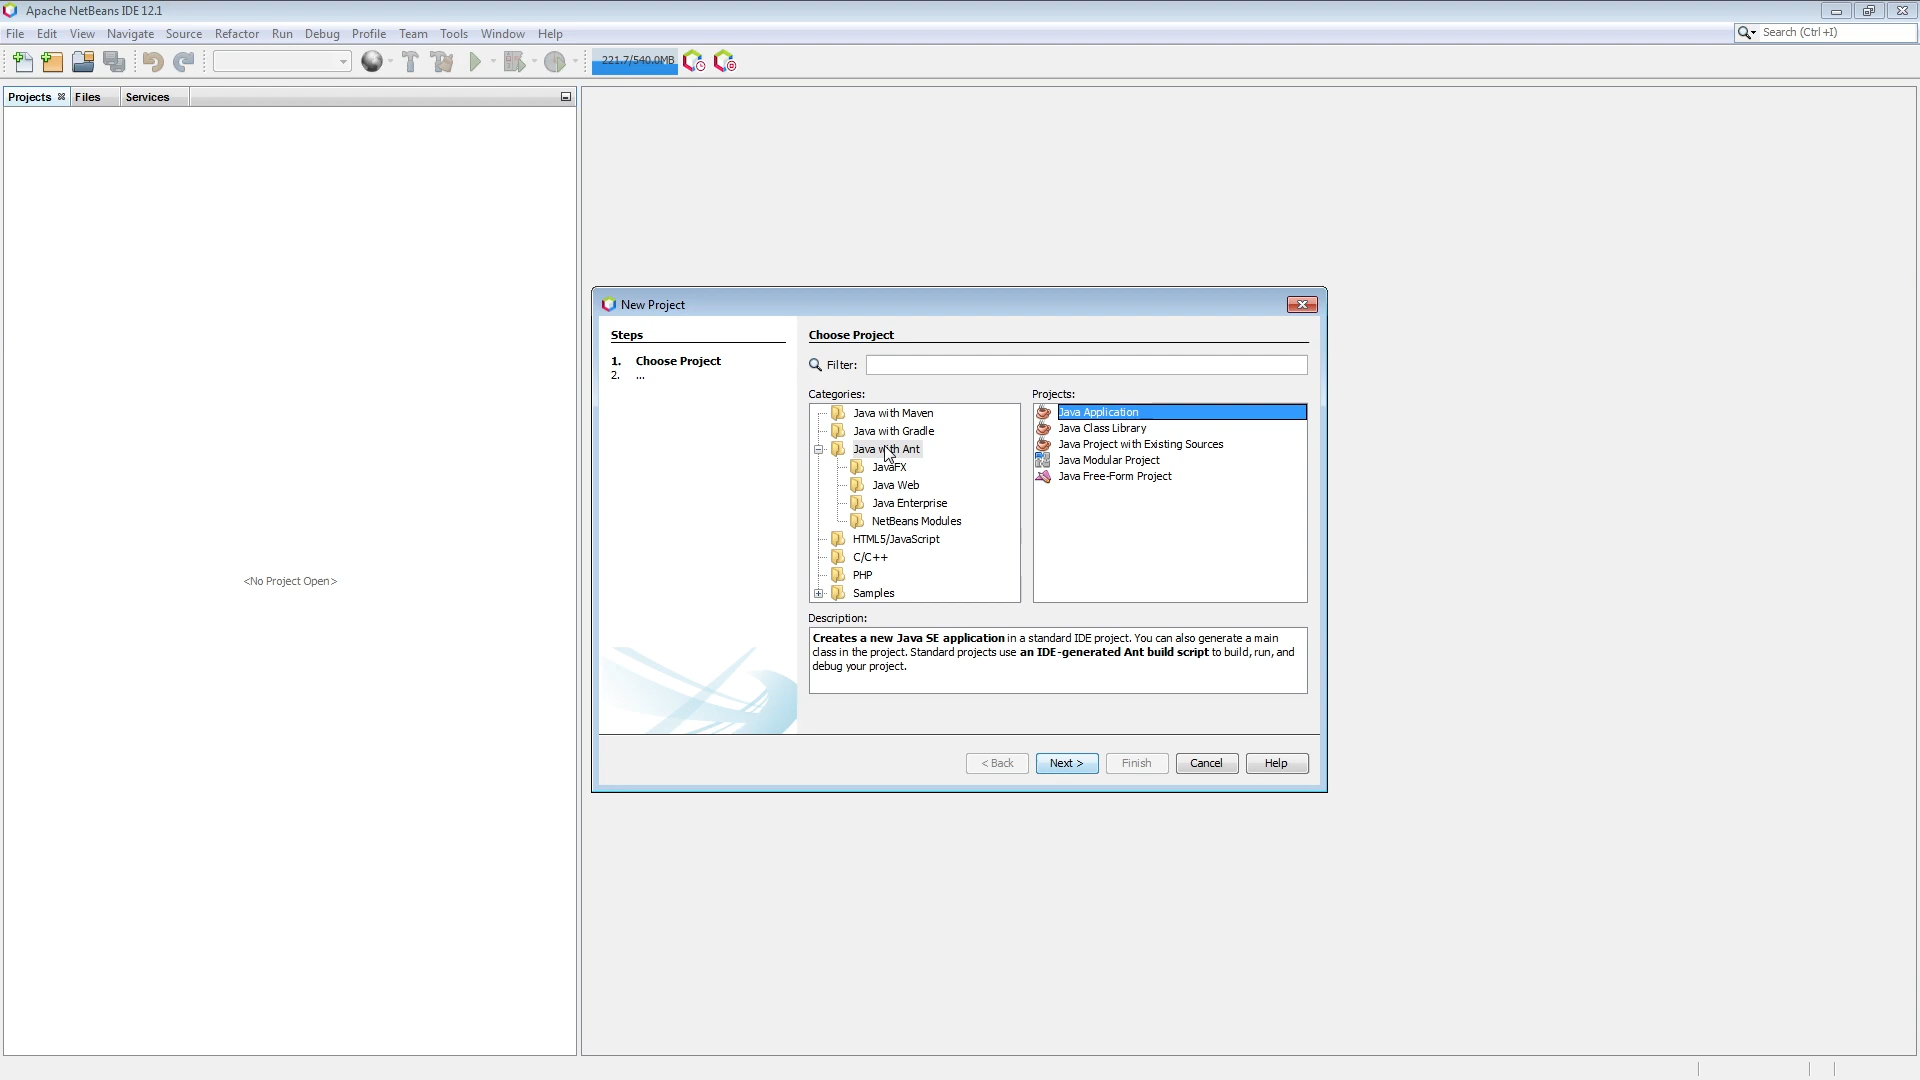 Apache NetBeans IDE 12.1
File Edit View Navigate Source Refactor Run Debug Profile Team Tools Window Help
Search (Ctrl+I)
221.7/540.0MB
Projects Files Services
<No Project Open>
New Project
Steps
1. Choose Project
2. ...
Choose Project
Filter:
Categories:
Java with Maven
Java with Gradle
Java with Ant
JavaFX
Java Web
Java Enterprise
NetBeans Modules
HTML5/JavaScript
C/C++
PHP
Samples
Projects:
Java Application
Java Class Library
Java Project with Existing Sources
Java Modular Project
Java Free-Form Project
Description:
Creates a new Java SE application in a standard IDE project. You can also generate a main
class in the project. Standard projects use an IDE-generated Ant build script to build, run, and
debug your project.
< Back Next > Finish Cancel Help